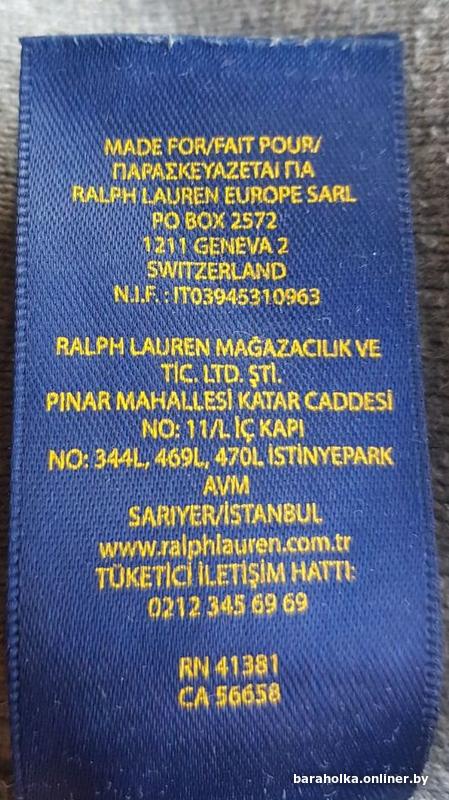 MADE FOR/FAIT POUR/
ΠΑΡΑΣΚΕΥΑΖΕΤΑΙ ΓΙΑ
RALPH LAUREN EUROPE SARL
PO BOX 2572
1211 GENEVA 2
SWITZERLAND
N.I.F. : IT03945310963
RALPH LAUREN MAĞAZACILIK VE
TİC. LTD. ŞTİ.
PINAR MAHALLESİ KATAR CADDESİ
NO: 11/L İÇ KAPI
NO: 344L, 469L, 470L İSTİNYEPARK
AVM
SARIYER/İSTANBUL
www.ralphlauren.com.tr
TÜKETİCİ İLETİŞİM HATTI:
0212 345 69 69
RN 41381
CA 56658
baraholka.onliner.by